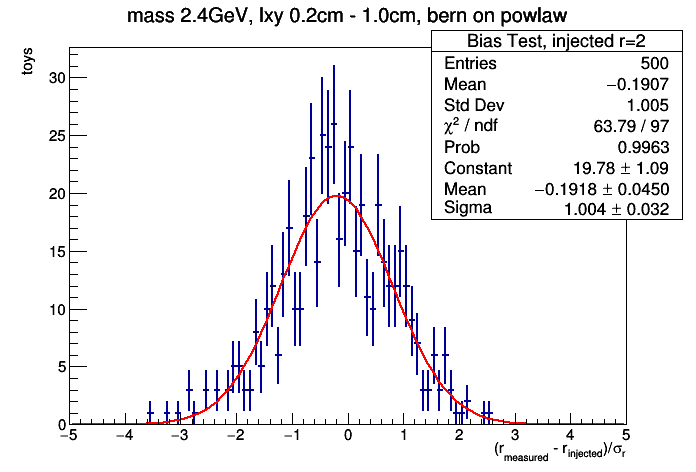 mass 2.4GeV, lxy 0.2cm - 1.0cm, bern on powlaw
Bias Test, injected r=2
Entries 500
Mean −0.1907
Std Dev 1.005
χ² / ndf 63.79 / 97
Prob 0.9963
Constant 19.78 ± 1.09
Mean −0.1918 ± 0.0450
Sigma 1.004 ± 0.032
toys
30
25
20
15
10
5
0
−5 −4 −3 −2 −1 0 1 2 3 4 5
(r_measured - r_injected)/σ_r